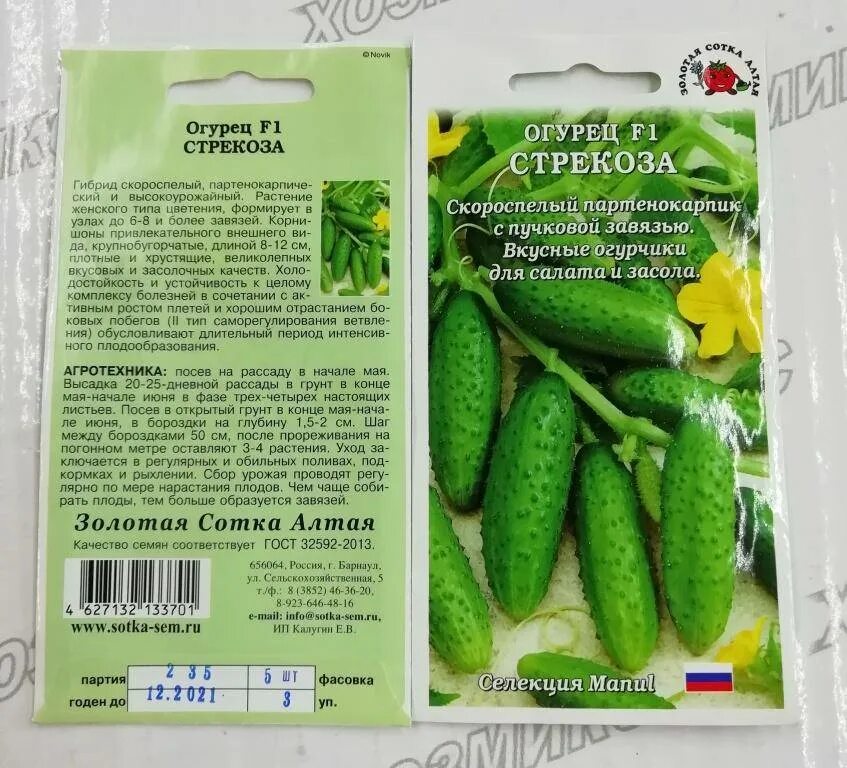 © Novik
Огурец F1
СТРЕКОЗА
Гибрид скороспелый, партенокарпичес-
кий и высокоурожайный. Растение
женского типа цветения, формирует в
узлах до 6-8 и более завязей. Корни-
шоны привлекательного внешнего ви-
да, крупнобугорчатые, длиной 8-12 см,
плотные и хрустящие, великолепных
вкусовых и засолочных качеств. Холо-
достойкость и устойчивость к целому
комплексу болезней в сочетании с ак-
тивным ростом плетей и хорошим отрастанием бо-
ковых побегов (II тип саморегулирования ветвле-
ния) обусловливают длительный период интенсив-
ного плодообразования.
АГРОТЕХНИКА: посев на рассаду в начале мая.
Высадка 20-25-дневной рассады в грунт в конце
мая-начале июня в фазе трех-четырех настоящих
листьев. Посев в открытый грунт в конце мая-нача-
ле июня, в бороздки на глубину 1,5-2 см. Шаг
между бороздками 50 см, после прореживания на
погонном метре оставляют 3-4 растения. Уход за-
ключается в регулярных и обильных поливах, под-
кормках и рыхлении. Сбор урожая проводят регу-
лярно по мере нарастания плодов. Чем чаще соби-
рать плоды, тем больше образуется завязей.
Золотая Сотка Алтая
Качество семян соответствует ГОСТ 32592-2013.
4 627132 133701
www.sotka-sem.ru
656064, Россия, г. Барнаул,
ул. Сельскохозяйственная, 5
т./ф.: 8 (3852) 46-36-20,
8-923-646-48-16
e-mail: info@sotka-sem.ru,
ИП Калугин Е.В.
партия 235 5 шт фасовка
годен до 12.2021 3 уп.
ЗОЛОТАЯ СОТКА АЛТАЯ
ОГУРЕЦ F1
СТРЕКОЗА
Скороспелый партенокарпик
с пучковой завязью.
Вкусные огурчики
для салата и засола.
Селекция Manul